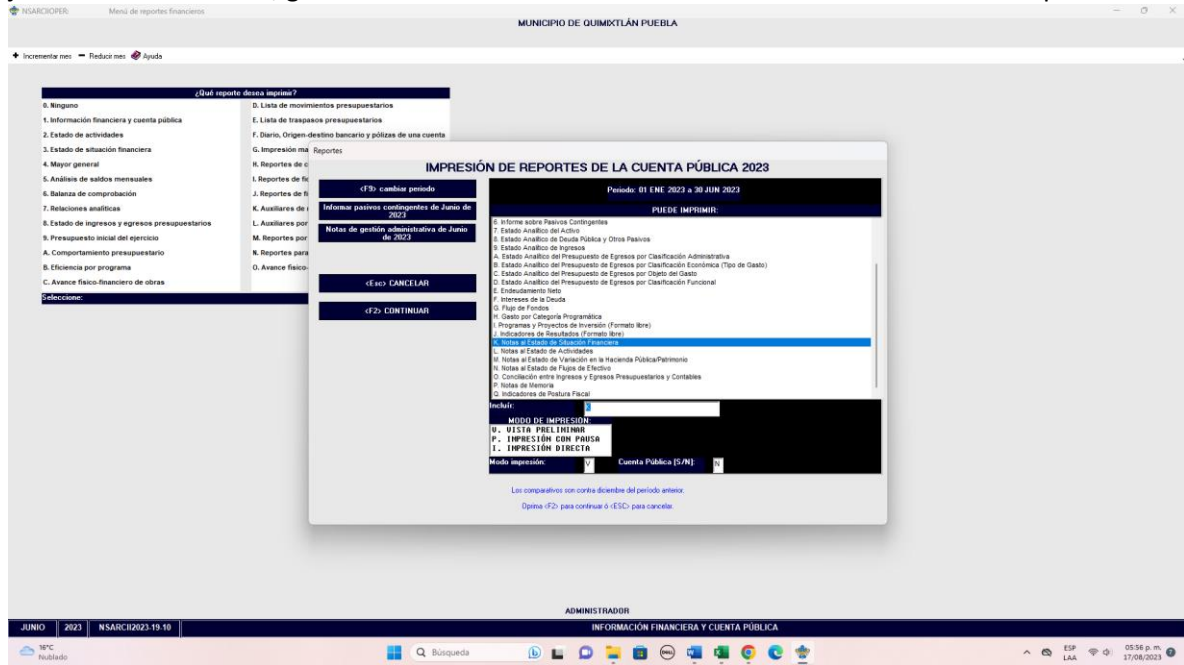 NSARCIIOPER: Menú de reportes financieros
MUNICIPIO DE QUIMIXTLÁN PUEBLA
Incrementar mes Reducir mes Ayuda
¿Qué reporte desea imprimir?
0. Ninguno
1. Información financiera y cuenta pública
2. Estado de actividades
3. Estado de situación financiera
4. Mayor general
5. Análisis de saldos mensuales
6. Balanza de comprobación
7. Relaciones analíticas
8. Estado de ingresos y egresos presupuestarios
9. Presupuesto inicial del ejercicio
A. Comportamiento presupuestario
B. Eficiencia por programa
C. Avance físico-financiero de obras
D. Lista de movimientos presupuestarios
E. Lista de traspasos presupuestarios
F. Diario, Origen-destino bancario y pólizas de una cuenta
G. Impresión ma
H. Reportes de c
I. Reportes de fi
J. Reportes de fi
K. Auxiliares de
L. Auxiliares por
M. Reportes por
N. Reportes para
O. Avance físico-
Seleccione:
Reportes
IMPRESIÓN DE REPORTES DE LA CUENTA PÚBLICA 2023
<F9> cambiar periodo
Informar pasivos contingentes de Junio de
2023
Notas de gestión administrativa de Junio
de 2023
<Esc> CANCELAR
<F2> CONTINUAR
Periodo: 01 ENE 2023 a 30 JUN 2023
PUEDE IMPRIMIR:
6. Informe sobre Pasivos Contingentes
7. Estado Analítico del Activo
8. Estado Analítico de Deuda Pública y Otros Pasivos
9. Estado Analítico de Ingresos
A. Estado Analítico del Presupuesto de Egresos por Clasificación Administrativa
B. Estado Analítico del Presupuesto de Egresos por Clasificación Económica (Tipo de Gasto)
C. Estado Analítico del Presupuesto de Egresos por Objeto del Gasto
D. Estado Analítico del Presupuesto de Egresos por Clasificación Funcional
E. Endeudamiento Neto
F. Intereses de la Deuda
G. Flujo de Fondos
H. Gasto por Categoría Programática
I. Programas y Proyectos de Inversión (Formato libre)
J. Indicadores de Resultados (Formato libre)
K. Notas al Estado de Situación Financiera
L. Notas al Estado de Actividades
M. Notas al Estado de Variación en la Hacienda Pública/Patrimonio
N. Notas al Estado de Flujos de Efectivo
O. Conciliación entre Ingresos y Egresos Presupuestarios y Contables
P. Notas de Memoria
Q. Indicadores de Postura Fiscal
Incluir:
MODO DE IMPRESIÓN:
V. VISTA PRELIMINAR
P. IMPRESIÓN CON PAUSA
I. IMPRESIÓN DIRECTA
Modo impresión: V Cuenta Pública [S/N]: N
Los comparativos son contra diciembre del período anterior.
Oprima <F2> para continuar ó <ESC> para cancelar.
ADMINISTRADOR
JUNIO 2023 NSARCII2023-19-10 INFORMACIÓN FINANCIERA Y CUENTA PÚBLICA
16°C
Nublado
Búsqueda
ESP
LAA
05:56 p. m.
17/08/2023